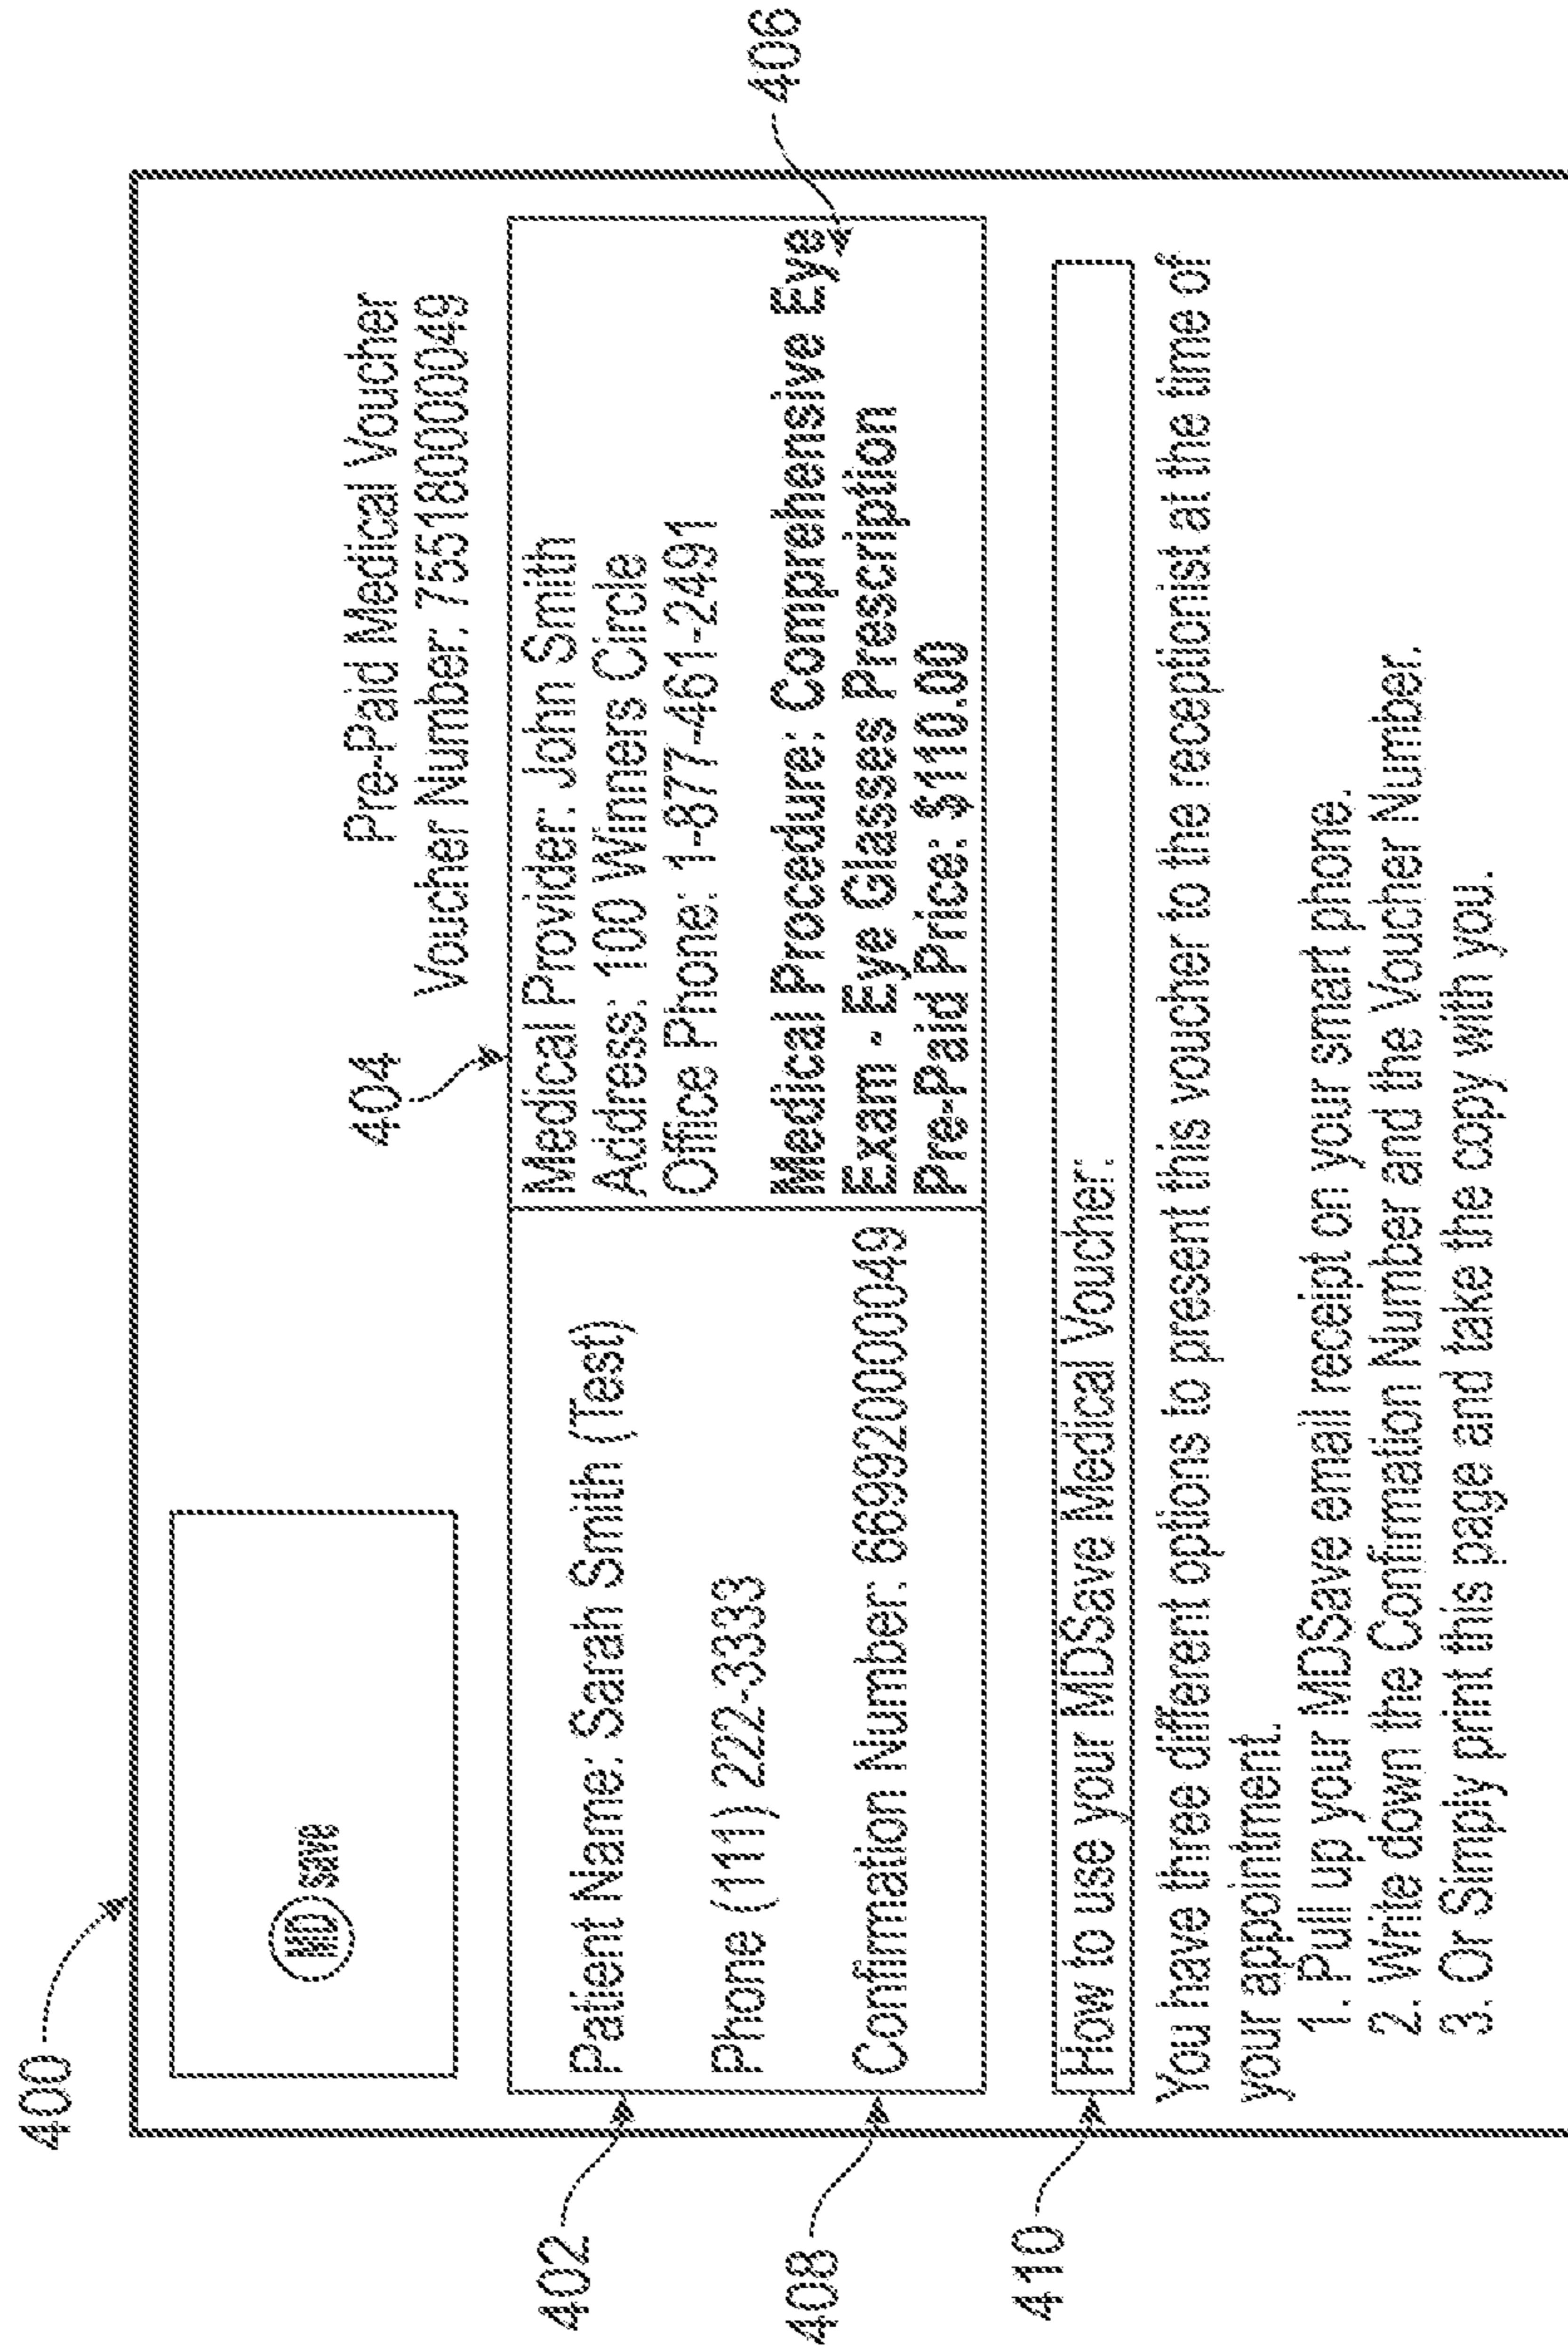 400
MD save
404
Pre-Paid Medical Voucher
Voucher Number: 75518000049
402
Patient Name: Sarah Smith (Test)
Phone (111) 222-3333
408
Confirmation Number: 66992000049
Medical Provider: John Smith
Address: 100 Winners Circle
Office Phone: 1-877-461-2491
Medical Procedure: Comprehensive Eye
Exam - Eye Glasses Prescription
Pre-Paid Price: $110.00
406
410
How to use your MDSave Medical Voucher:
You have three different options to present this voucher to the receptionist at the time of
your appointment.
1. Pull up your MDSave email receipt on your smart phone.
2. Write down the Confirmation Number and the Voucher Number.
3. Or Simply print this page and take the copy with you.